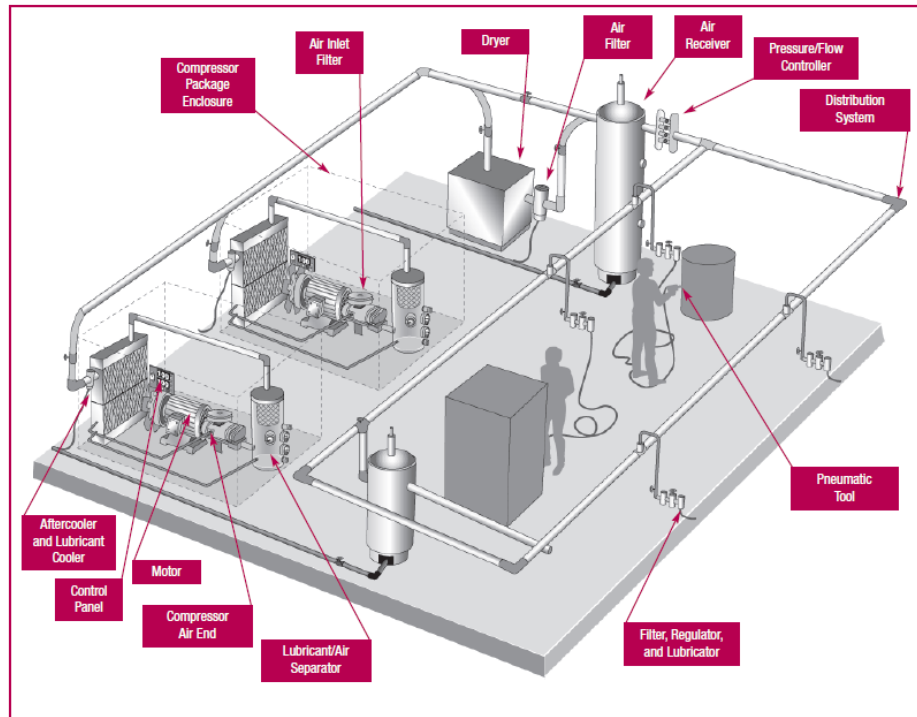 Air Inlet
Filter
Dryer
Air
Filter
Air
Receiver
Pressure/Flow
Controller
Compressor
Package
Enclosure
Distribution
System
Pneumatic
Tool
Aftercooler
and Lubricant
Cooler
Motor
Control
Panel
Compressor
Air End
Lubricant/Air
Separator
Filter, Regulator,
and Lubricator